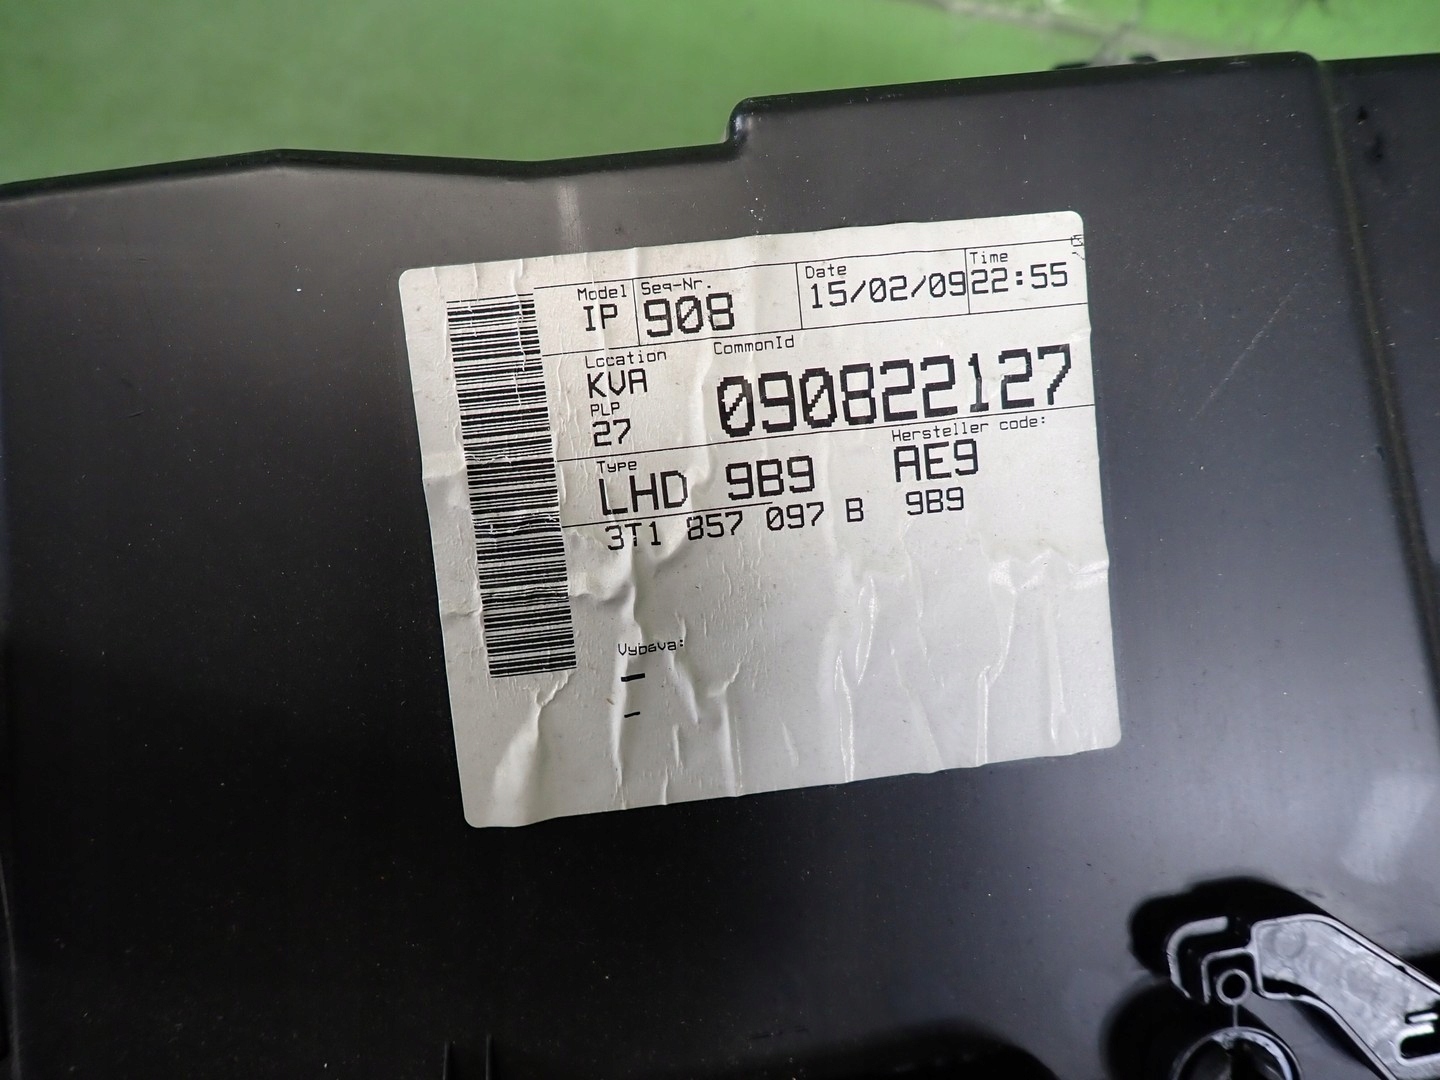 Model Seq-Nr. Date Time
IP 908 15/02/09 22:55
Location CommonId
KVA 090822127
PLP
27
Hersteller code:
Type
LHD 9B9 AE9
3T1 857 097 B 9B9
Vybava:
-
-